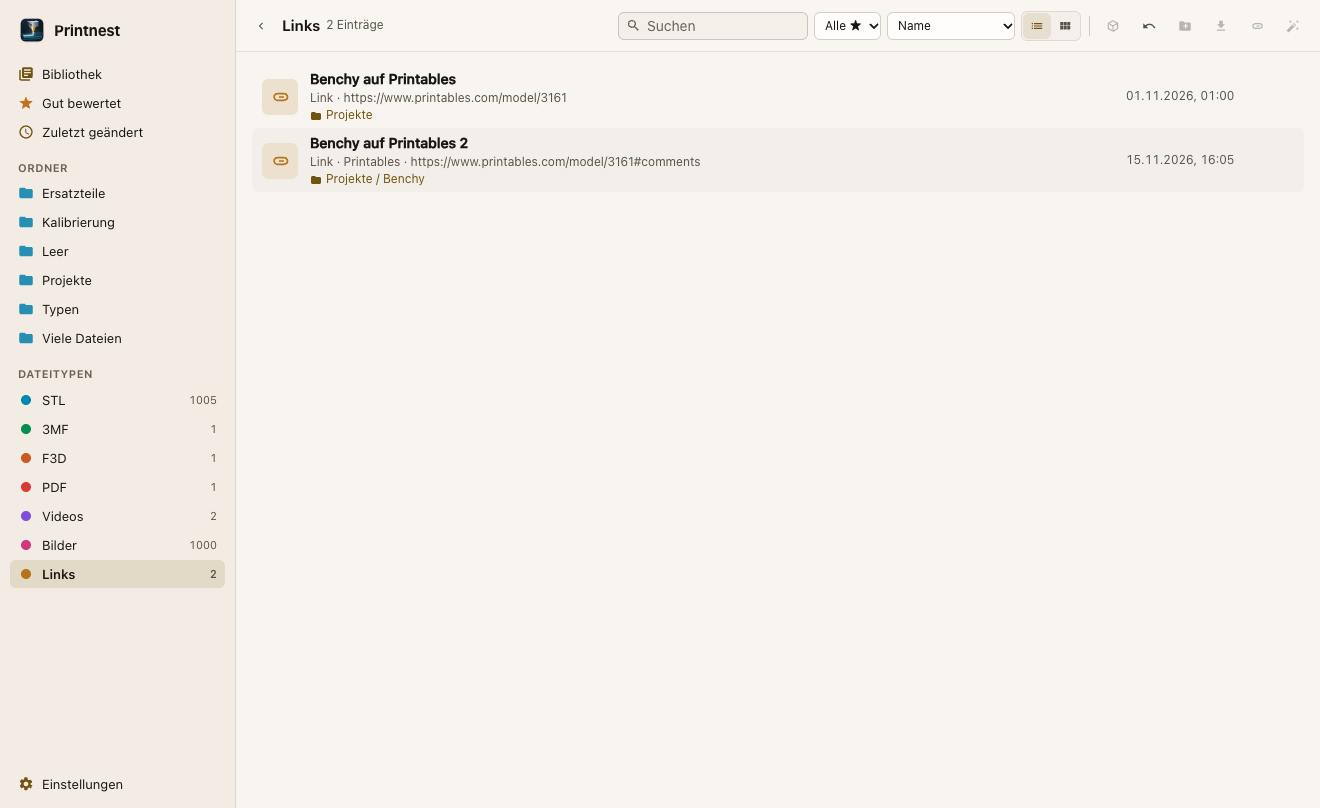 Printnest
Bibliothek
Gut bewertet
Zuletzt geändert
ORDNER
Ersatzteile
Kalibrierung
Leer
Projekte
Typen
Viele Dateien
DATEITYPEN
STL 1005
3MF 1
F3D 1
PDF 1
Videos 2
Bilder 1000
Links 2
Einstellungen
Links 2 Einträge
Suchen
Alle ★
Name
Benchy auf Printables
Link · https://www.printables.com/model/3161
Projekte
01.11.2026, 01:00
Benchy auf Printables 2
Link · Printables · https://www.printables.com/model/3161#comments
Projekte / Benchy
15.11.2026, 16:05